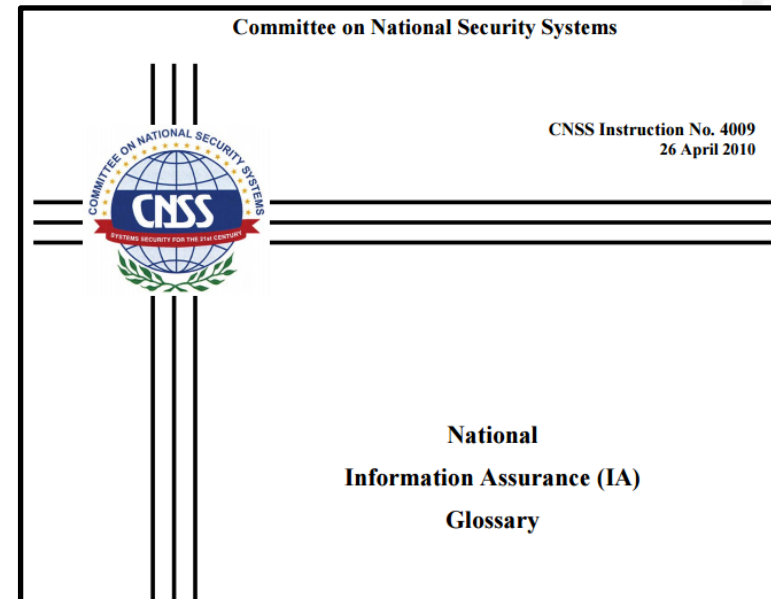 Committee on National Security Systems
CNSS Instruction No. 4009
26 April 2010
COMMITTEE ON NATIONAL SECURITY SYSTEMS
CNSS
SYSTEMS SECURITY FOR THE 21st CENTURY
National
Information Assurance (IA)
Glossary